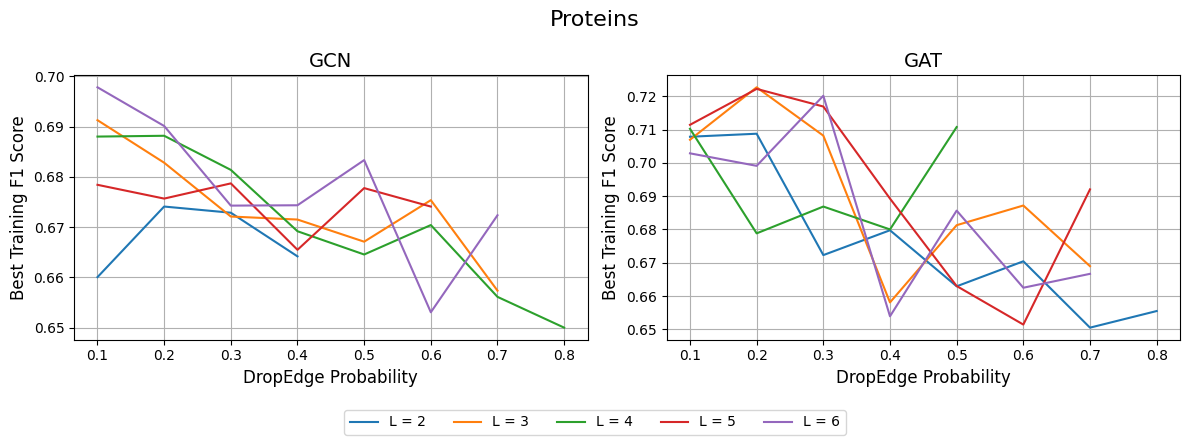 Proteins
GCN
Best Training F1 Score
0.70
0.69
0.68
0.67
0.66
0.65
0.1 0.2 0.3 0.4 0.5 0.6 0.7 0.8
DropEdge Probability
GAT
Best Training F1 Score
0.72
0.71
0.70
0.69
0.68
0.67
0.66
0.65
0.1 0.2 0.3 0.4 0.5 0.6 0.7 0.8
DropEdge Probability
L = 2 L = 3 L = 4 L = 5 L = 6